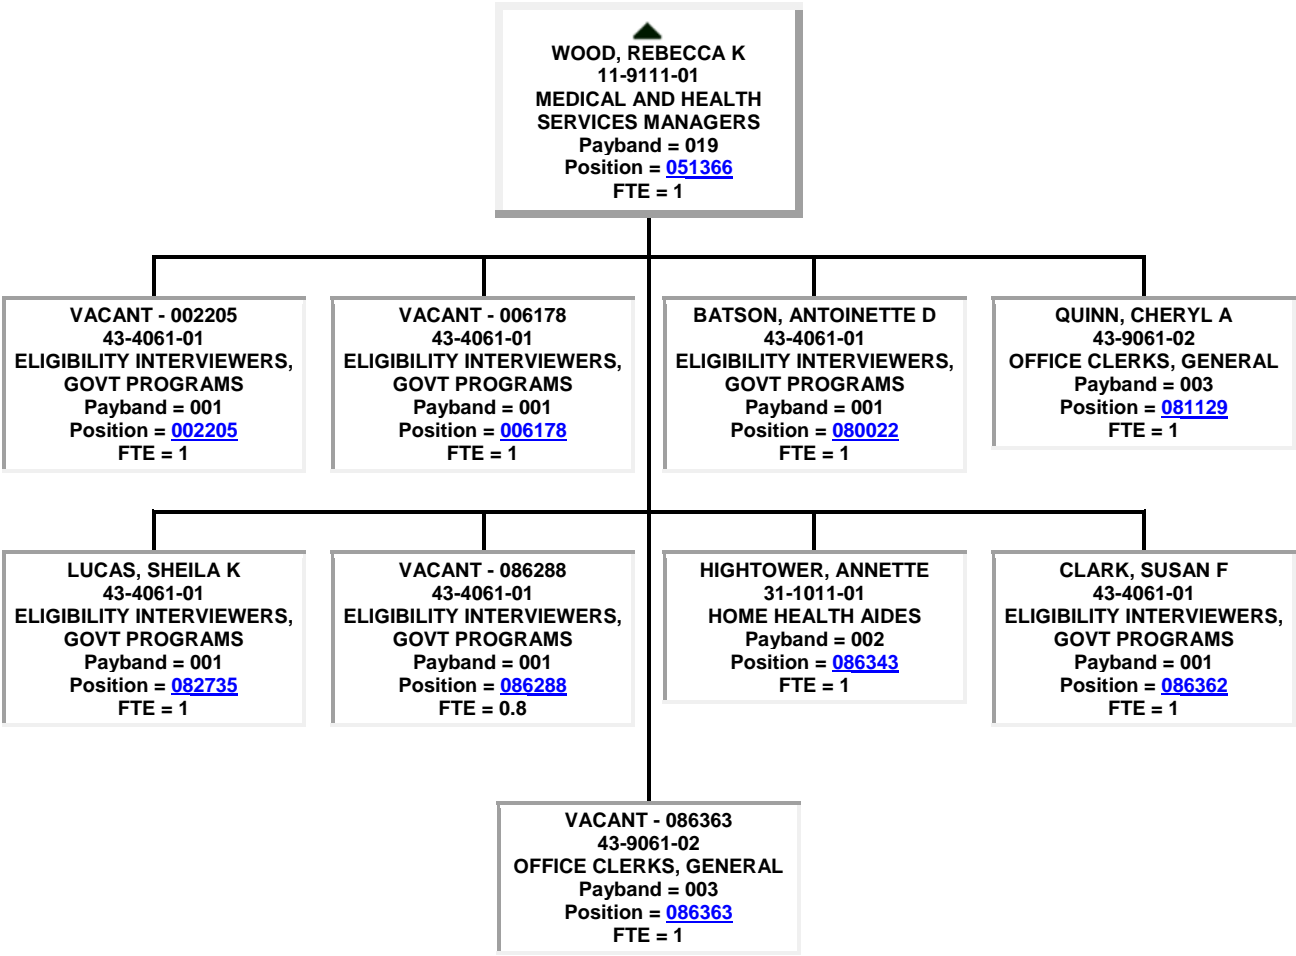 WOOD, REBECCA K
11-9111-01
MEDICAL AND HEALTH
SERVICES MANAGERS
Payband = 019
Position = 051366
FTE = 1
VACANT - 002205
43-4061-01
ELIGIBILITY INTERVIEWERS,
GOVT PROGRAMS
Payband = 001
Position = 002205
FTE = 1
VACANT - 006178
43-4061-01
ELIGIBILITY INTERVIEWERS,
GOVT PROGRAMS
Payband = 001
Position = 006178
FTE = 1
BATSON, ANTOINETTE D
43-4061-01
ELIGIBILITY INTERVIEWERS,
GOVT PROGRAMS
Payband = 001
Position = 080022
FTE = 1
QUINN, CHERYL A
43-9061-02
OFFICE CLERKS, GENERAL
Payband = 003
Position = 081129
FTE = 1
LUCAS, SHEILA K
43-4061-01
ELIGIBILITY INTERVIEWERS,
GOVT PROGRAMS
Payband = 001
Position = 082735
FTE = 1
VACANT - 086288
43-4061-01
ELIGIBILITY INTERVIEWERS,
GOVT PROGRAMS
Payband = 001
Position = 086288
FTE = 0.8
HIGHTOWER, ANNETTE
31-1011-01
HOME HEALTH AIDES
Payband = 002
Position = 086343
FTE = 1
CLARK, SUSAN F
43-4061-01
ELIGIBILITY INTERVIEWERS,
GOVT PROGRAMS
Payband = 001
Position = 086362
FTE = 1
VACANT - 086363
43-9061-02
OFFICE CLERKS, GENERAL
Payband = 003
Position = 086363
FTE = 1